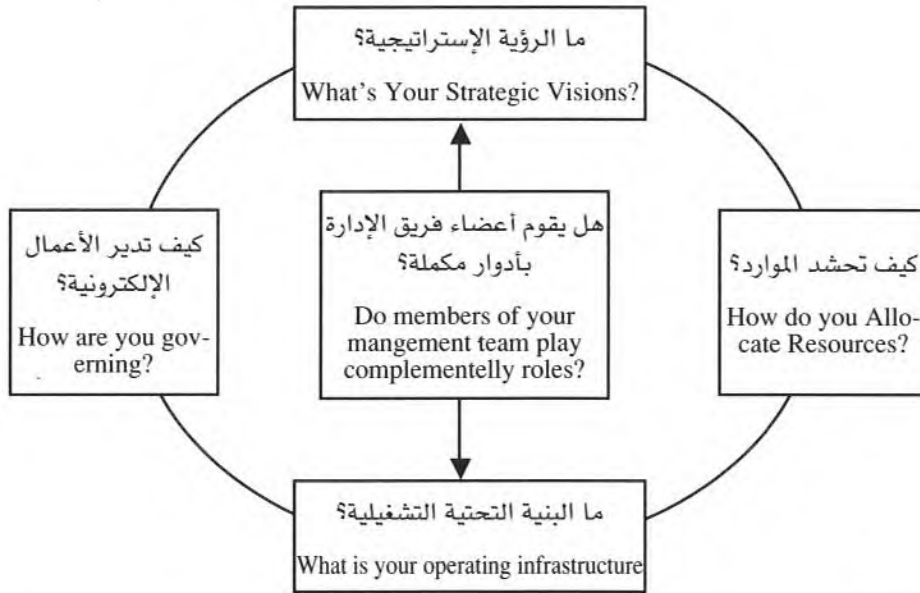 ما الرؤية الإستراتيجية؟
What's Your Strategic Visions?
كيف تدير الأعمال
الإلكترونية؟
How are you gov-
erning?
هل يقوم أعضاء فريق الإدارة
بأدوار مكملة؟
Do members of your
mangement team play
complementelly roles?
كيف تحشد الموارد؟
How do you Allo-
cate Resources?
ما البنية التحتية التشغيلية؟
What is your operating infrastructure